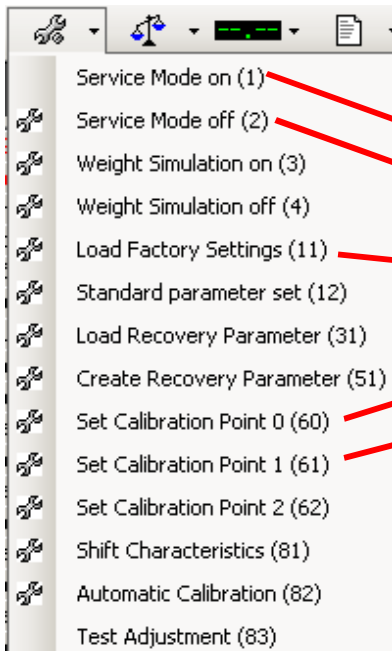 Service Mode on (1)
Service Mode off (2)
Weight Simulation on (3)
Weight Simulation off (4)
Load Factory Settings (11)
Standard parameter set (12)
Load Recovery Parameter (31)
Create Recovery Parameter (51)
Set Calibration Point 0 (60)
Set Calibration Point 1 (61)
Set Calibration Point 2 (62)
Shift Characteristics (81)
Automatic Calibration (82)
Test Adjustment (83)